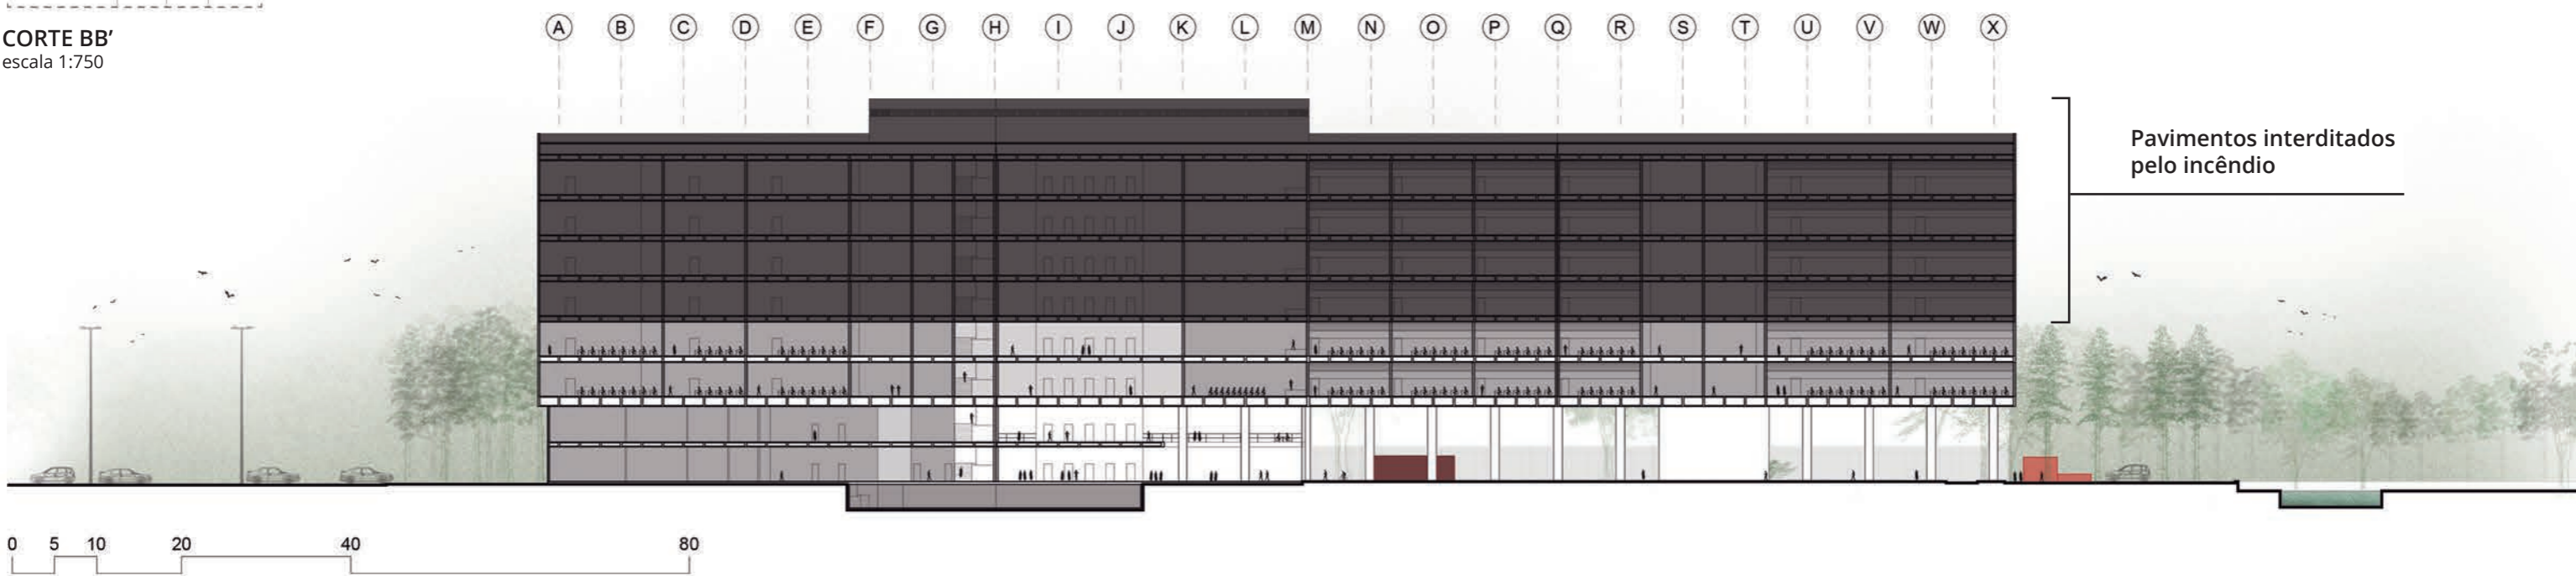 CORTE BB’
escala 1:750
A B C D E F G H I J K L M N O P Q R S T U V W X
Pavimentos interditados
pelo incêndio
0 5 10 20 40 80